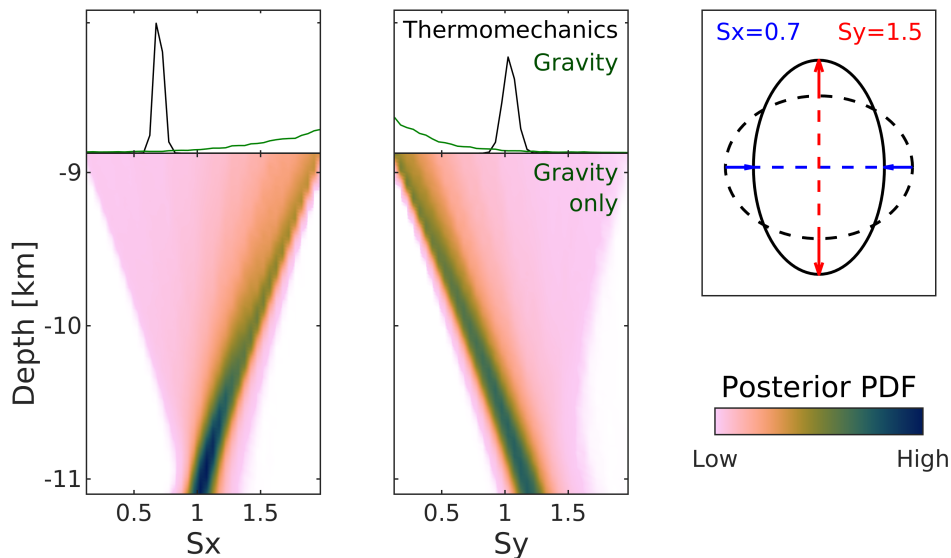 Thermomechanics
Gravity
Sx=0.7
Sy=1.5
Gravity
only
-9
-10
-11
Depth [km]
0.5
1
1.5
Sx
0.5
1
1.5
Sy
Posterior PDF
Low
High